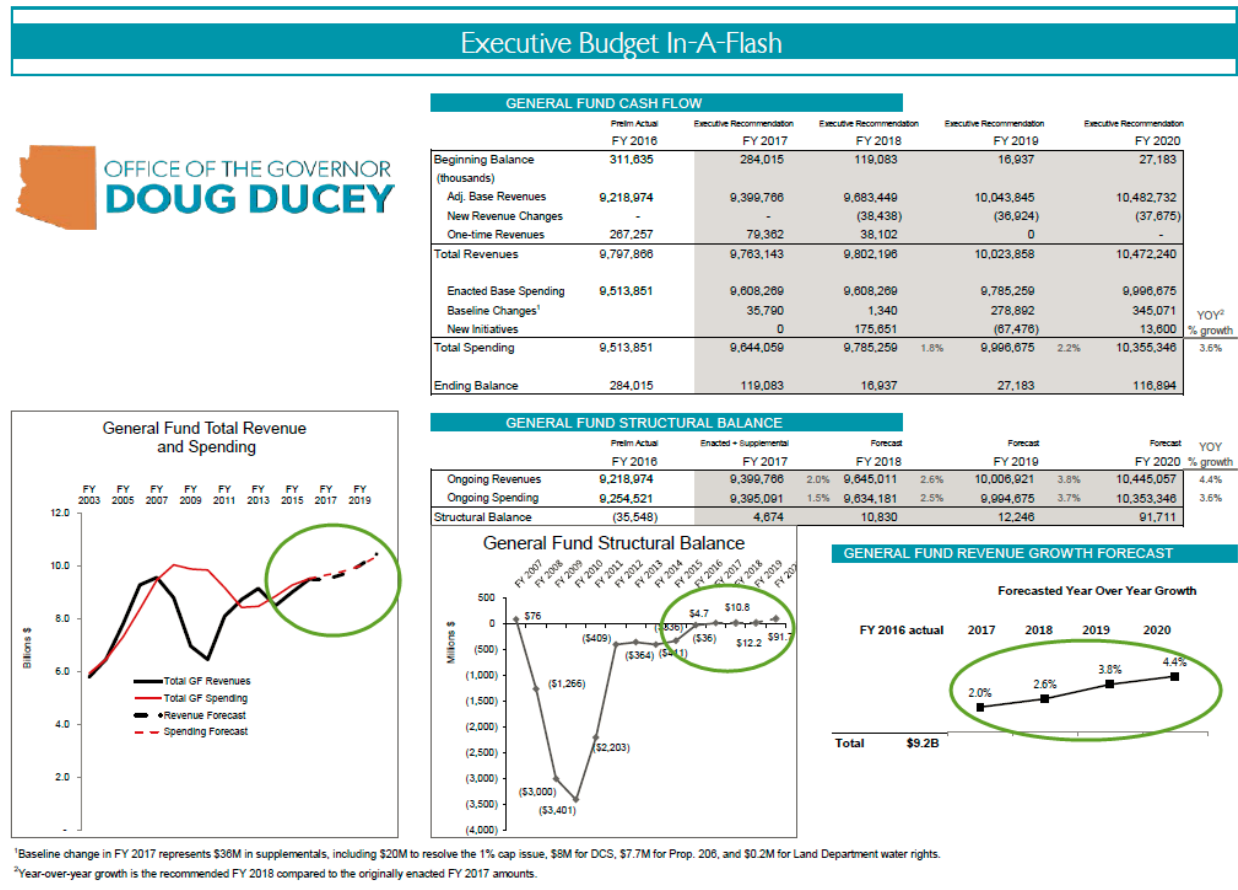 Executive Budget In-A-Flash
OFFICE OF THE GOVERNOR
DOUG DUCEY
GENERAL FUND CASH FLOW
Prelim Actual Executive Recommendation Executive Recommendation Executive Recommendation Executive Recommendation
FY 2016 FY 2017 FY 2018 FY 2019 FY 2020
Beginning Balance 311,635 284,015 119,083 16,937 27,183
(thousands)
Adj. Base Revenues 9,218,974 9,399,766 9,683,449 10,043,845 10,482,732
New Revenue Changes - - (38,438) (36,924) (37,675)
One-time Revenues 267,257 79,362 38,102 0 -
Total Revenues 9,797,866 9,763,143 9,802,196 10,023,858 10,472,240
Enacted Base Spending 9,513,851 9,608,269 9,608,269 9,785,259 9,996,675
Baseline Changes¹ 35,790 1,340 278,892 345,071 YOY²
New Initiatives 0 175,651 (67,476) 13,600 % growth
Total Spending 9,513,851 9,644,059 9,785,259 1.8% 9,996,675 2.2% 10,355,346 3.6%
Ending Balance 284,015 119,083 16,937 27,183 116,894
GENERAL FUND STRUCTURAL BALANCE
Prelim Actual Enacted + Supplemental Forecast Forecast Forecast YOY
FY 2016 FY 2017 FY 2018 FY 2019 FY 2020 % growth
Ongoing Revenues 9,218,974 9,399,766 2.0% 9,645,011 2.6% 10,006,921 3.8% 10,445,057 4.4%
Ongoing Spending 9,254,521 9,395,091 1.5% 9,634,181 2.5% 9,994,675 3.7% 10,353,346 3.6%
Structural Balance (35,548) 4,674 10,830 12,246 91,711
General Fund Total Revenue
and Spending
FY FY FY FY FY FY FY FY FY
2003 2005 2007 2009 2011 2013 2015 2017 2019
12.0
10.0
8.0
6.0
4.0
2.0
-
Billions $
Total GF Revenues
Total GF Spending
Revenue Forecast
Spending Forecast
General Fund Structural Balance
FY 2007 FY 2008 FY 2009 FY 2010 FY 2011 FY 2012 FY 2013 FY 2014 FY 2015 FY 2016 FY 2017 FY 2018 FY 2019 FY 202
500
0
(500)
(1,000)
(1,500)
(2,000)
(2,500)
(3,000)
(3,500)
(4,000)
Millions $
$76
($1,266)
($3,000)
($3,401)
($2,203)
($409)
($364)
($411)
($336)
($36)
$4.7
$10.8
$12.2
$91.7
GENERAL FUND REVENUE GROWTH FORECAST
Forecasted Year Over Year Growth
FY 2016 actual 2017 2018 2019 2020
2.0% 2.6% 3.8% 4.4%
Total $9.2B
¹Baseline change in FY 2017 represents $36M in supplementals, including $20M to resolve the 1% cap issue, $8M for DCS, $7.7M for Prop. 206, and $0.2M for Land Department water rights.
²Year-over-year growth is the recommended FY 2018 compared to the originally enacted FY 2017 amounts.